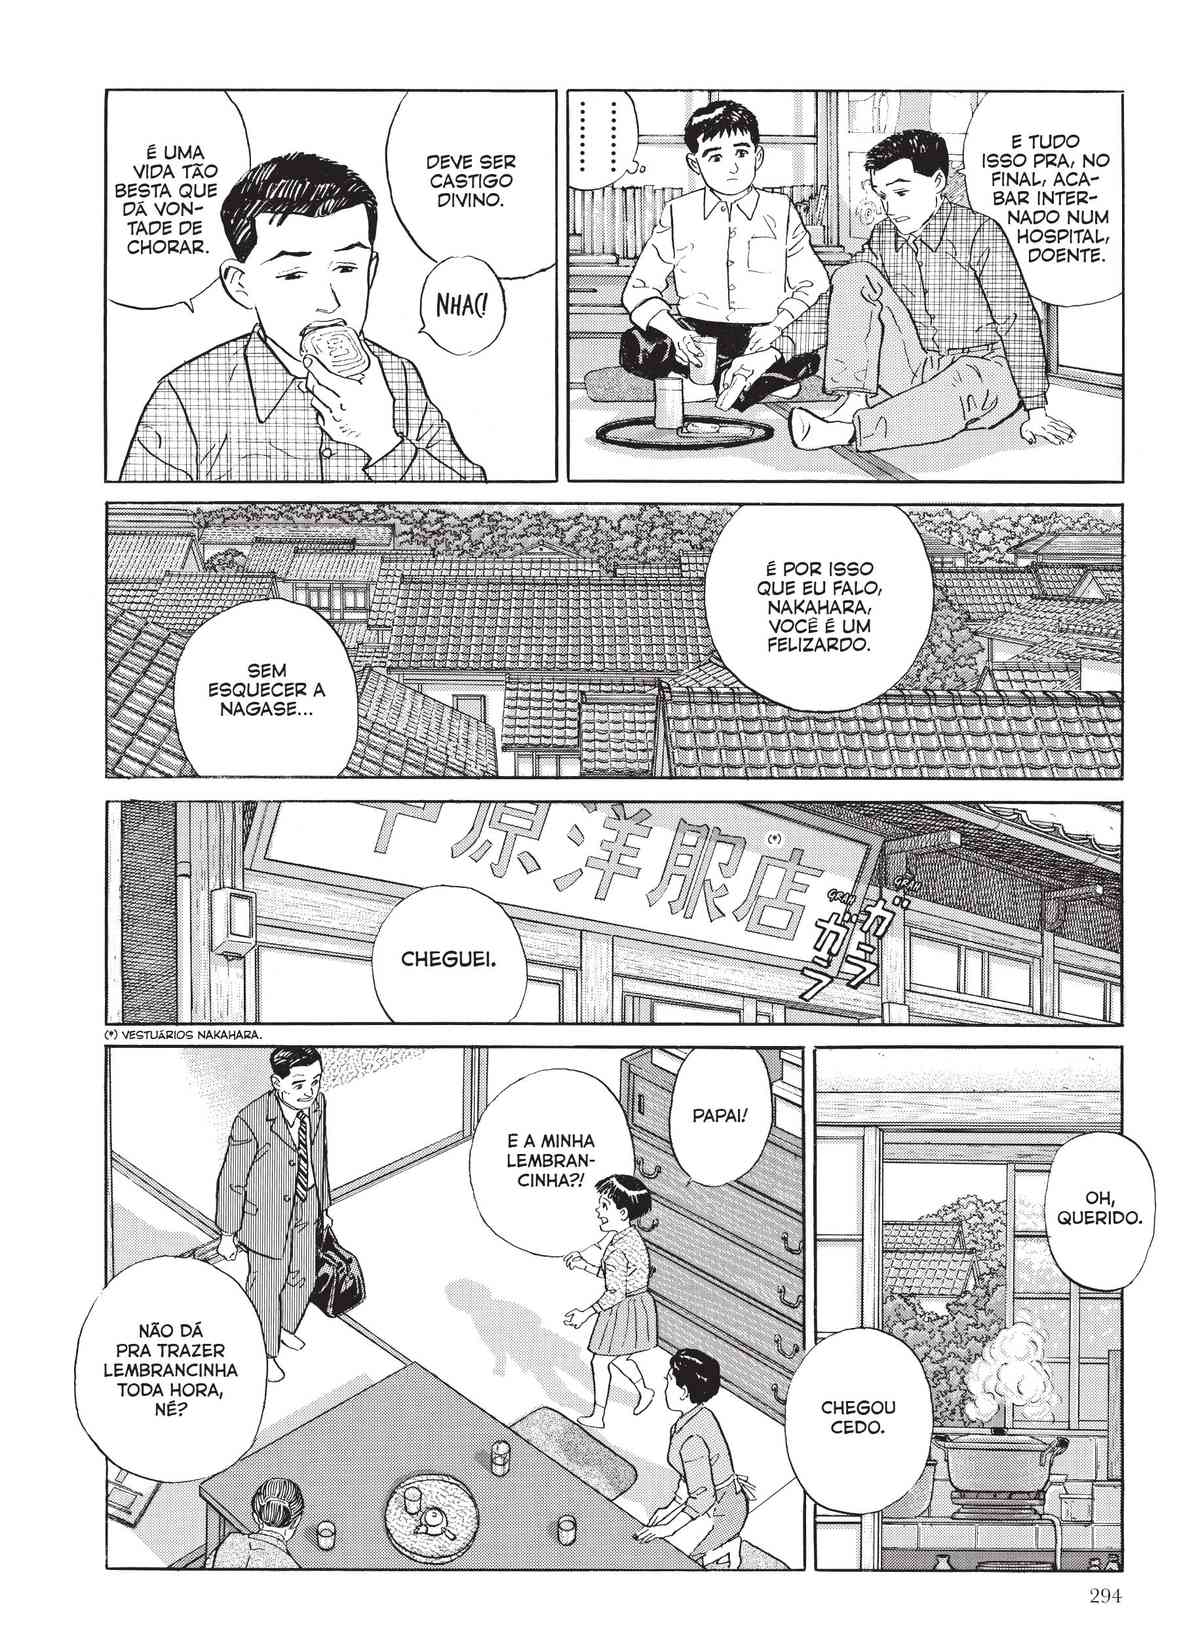 E TUDO
ISSO PRA, NO
FINAL, ACA-
BAR INTER-
NADO NUM
HOSPITAL,
DOENTE.
........
........
DEVE SER
CASTIGO
DIVINO.
NHAC!
É UMA
VIDA TÃO
BESTA QUE
DÁ VON-
TADE DE
CHORAR.
É POR ISSO
QUE EU FALO,
NAKAHARA,
VOCÊ É UM
FELIZARDO.
SEM
ESQUECER A
NAGASE...
中原洋服店
(*)
GRAH
GRAH
ガラ
ガラ
CHEGUEI.
(*) VESTUÁRIOS NAKAHARA.
OH,
QUERIDO.
CHEGOU
CEDO.
PAPAI!
E A MINHA
LEMBRAN-
CINHA?!
NÃO DÁ
PRA TRAZER
LEMBRANCINHA
TODA HORA,
NÉ?
294